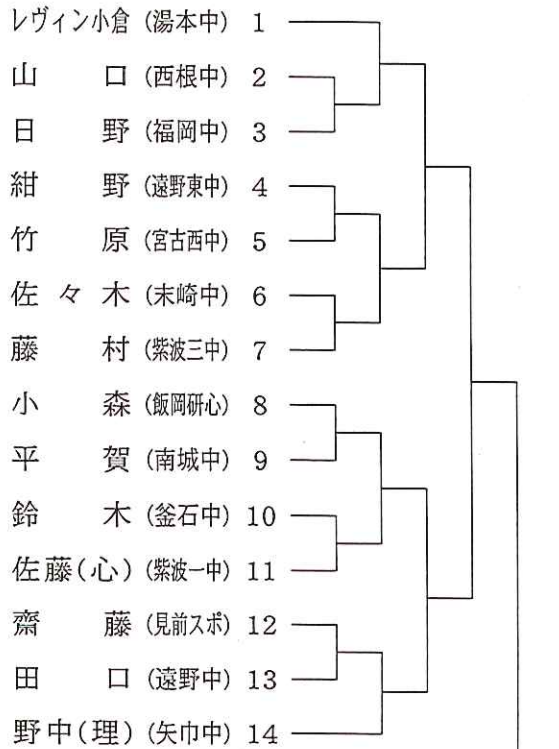 レヴィン小倉 (湯本中) 1
山口 (西根中) 2
日野 (福岡中) 3
紺野 (遠野東中) 4
竹原 (宮古西中) 5
佐々木 (末崎中) 6
藤村 (紫波三中) 7
小森 (飯岡研心) 8
平賀 (南城中) 9
鈴木 (釜石中) 10
佐藤(心) (紫波一中) 11
齋藤 (見前スポ) 12
田口 (遠野中) 13
野中(理) (矢巾中) 14